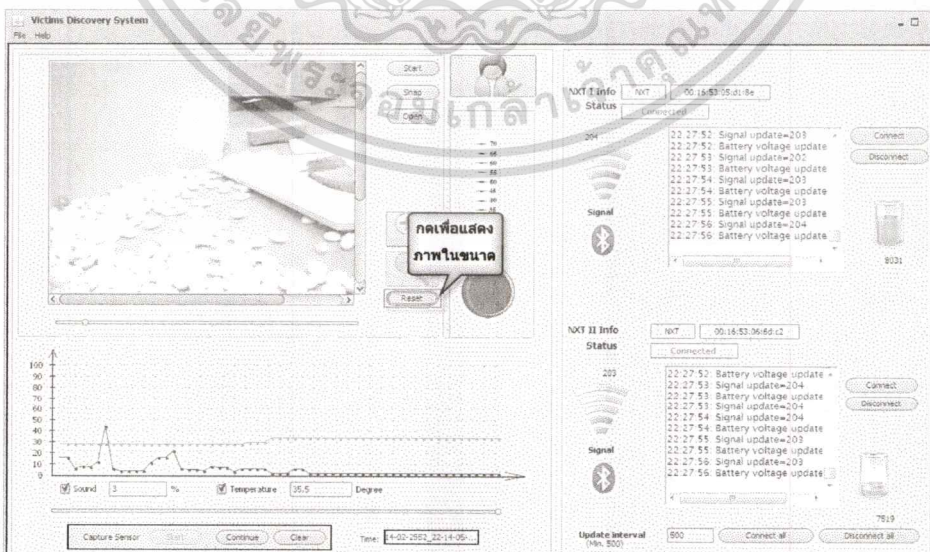 Victims Discovery System
File Help
Start
Snap
Open
70
65
60
55
50
45
กดเพื่อแสดง
ภาพในขนาด
Reset
100
90
80
70
60
50
40
30
20
10
0
Sound 3 % Temperature 35.5 Degree
Capture Sensor Start Continue Clear Time: 14-02-2553_22-14-05-...
NXT I Info NXT 00:16:53:05:d1:8e
Status Connected
204
Signal
22:27:52: Signal update=203
22:27:52: Battery voltage update
22:27:53: Signal update=202
22:27:53: Battery voltage update
22:27:54: Signal update=203
22:27:54: Battery voltage update
22:27:55: Signal update=203
22:27:55: Battery voltage update
22:27:56: Signal update=204
22:27:56: Battery voltage update
Connect
Disconnect
8031
NXT II Info NXT 00:16:53:06:6d:c2
Status Connected
203
Signal
22:27:52: Battery voltage update
22:27:53: Signal update=204
22:27:53: Battery voltage update
22:27:53: Signal update=204
22:27:54: Signal update=204
22:27:54: Battery voltage update
22:27:55: Signal update=203
22:27:55: Battery voltage update
22:27:56: Signal update=203
22:27:56: Battery voltage update
Connect
Disconnect
7519
Update interval 500 Connect all Disconnect all
(Min. 500)